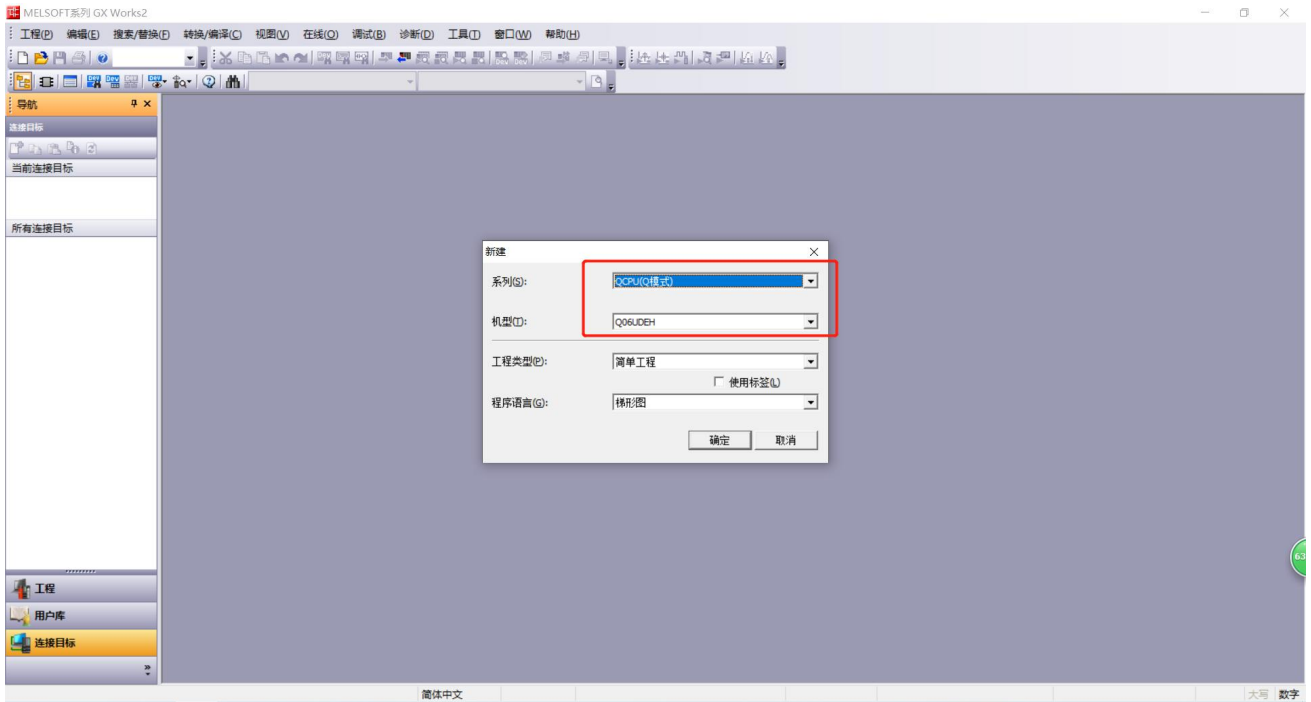 MELSOFT系列 GX Works2
工程(P) 编辑(E) 搜索/替换(F) 转换/编译(C) 视图(V) 在线(O) 调试(B) 诊断(D) 工具(T) 窗口(W) 帮助(H)
导航
连接目标
当前连接目标
所有连接目标
新建
系列(S):
QCPU(Q模式)
机型(T):
Q06UDEH
工程类型(P):
简单工程
使用标签(L)
程序语言(G):
梯形图
确定 取消
63
工程
用户库
连接目标
简体中文 大写 数字